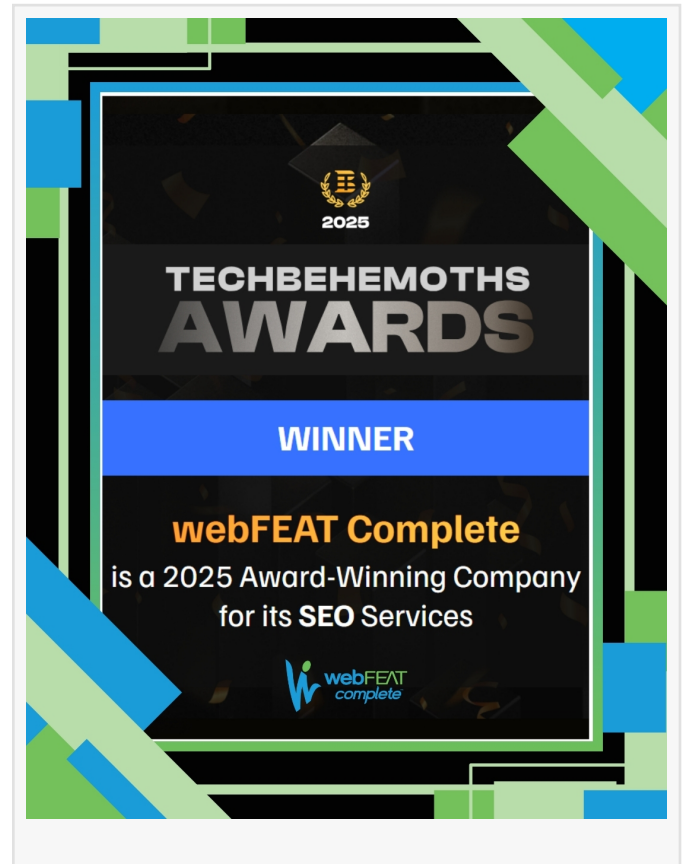 2025
TECHBEHEMOTHS
AWARDS
WINNER
webFEAT Complete
is a 2025 Award-Winning Company
for its SEO Services
webFEAT
complete